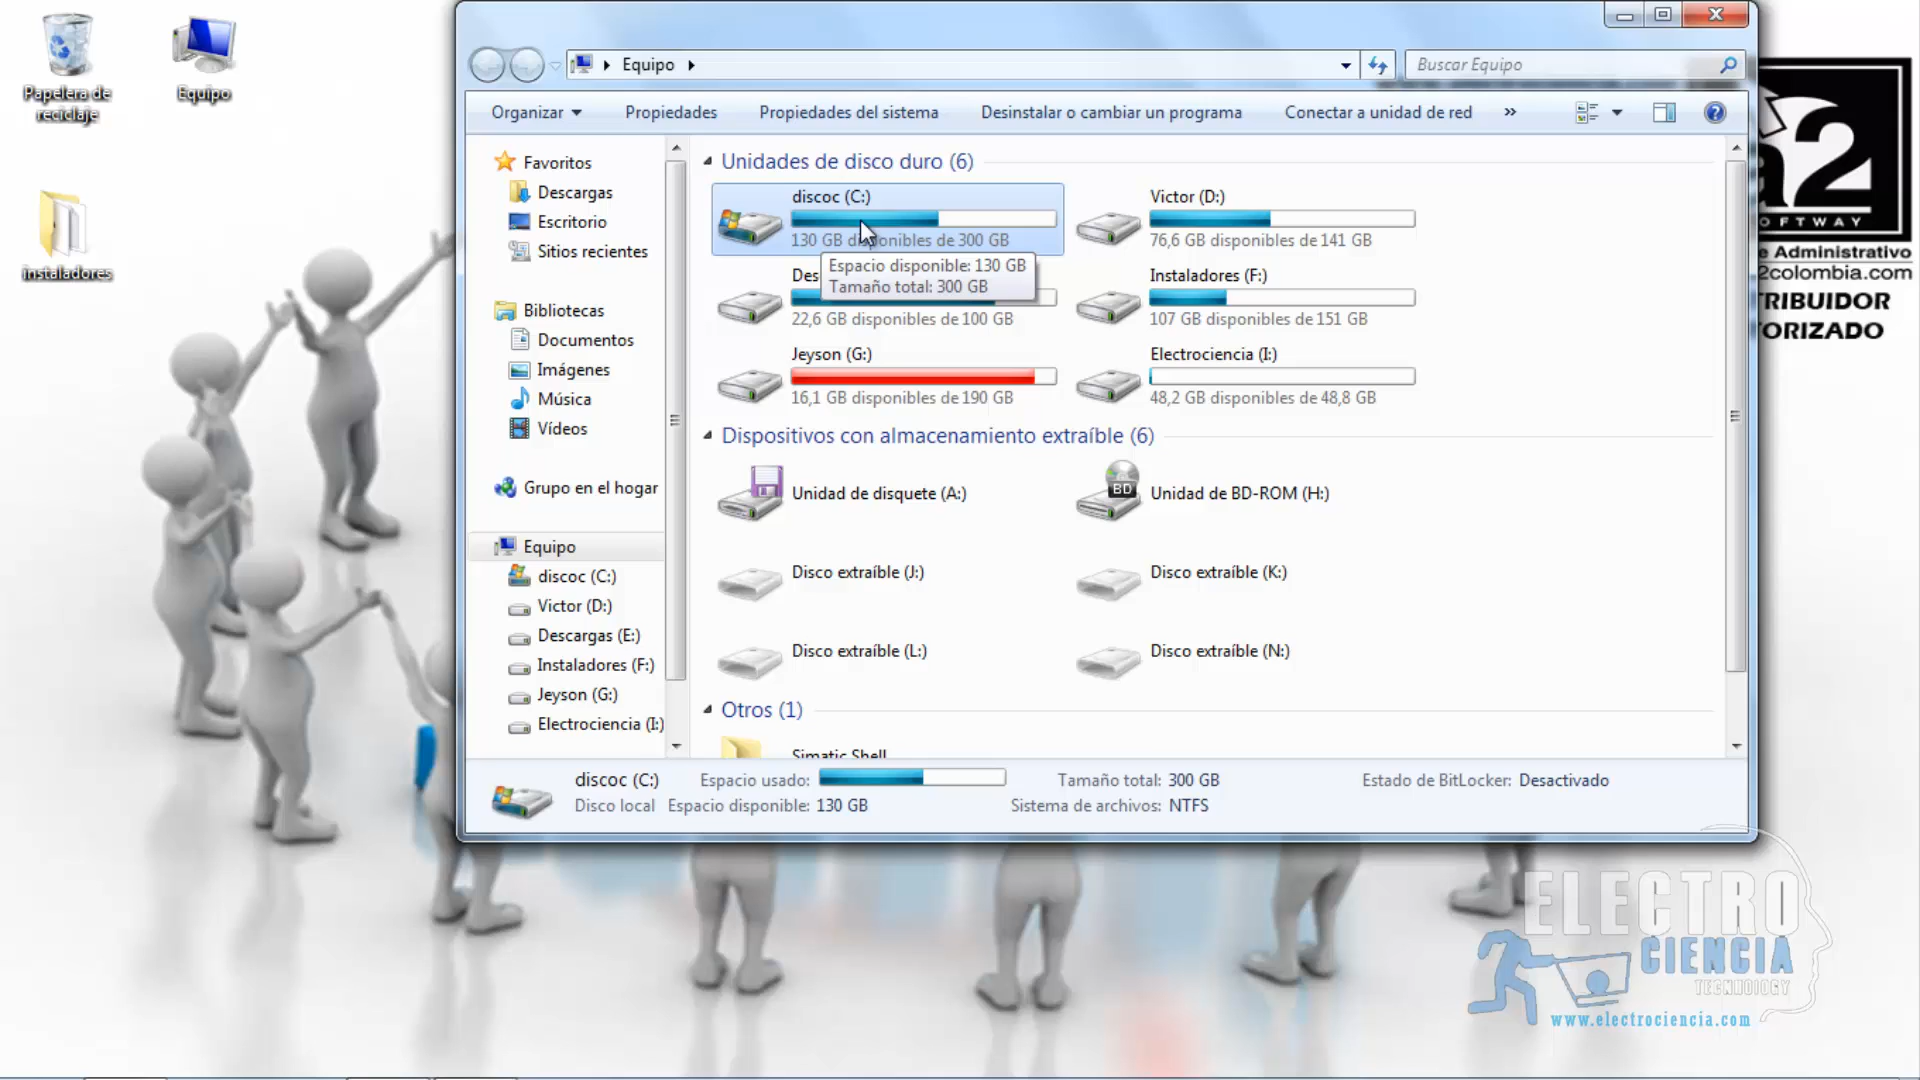 Papelera de
reciclaje
Equipo
instaladores
Equipo
Buscar Equipo
Organizar
Propiedades
Propiedades del sistema
Desinstalar o cambiar un programa
Conectar a unidad de red
»
Favoritos
Descargas
Escritorio
Sitios recientes
Bibliotecas
Documentos
Imágenes
Música
Vídeos
Grupo en el hogar
Equipo
discoc (C:)
Victor (D:)
Descargas (E:)
Instaladores (F:)
Jeyson (G:)
Electrociencia (I:)
Unidades de disco duro (6)
discoc (C:)
130 GB disponibles de 300 GB
Victor (D:)
76,6 GB disponibles de 141 GB
Espacio disponible: 130 GB
Tamaño total: 300 GB
Des
22,6 GB disponibles de 100 GB
Instaladores (F:)
107 GB disponibles de 151 GB
Jeyson (G:)
16,1 GB disponibles de 190 GB
Electrociencia (I:)
48,2 GB disponibles de 48,8 GB
Dispositivos con almacenamiento extraíble (6)
Unidad de disquete (A:)
BD
Unidad de BD-ROM (H:)
Disco extraíble (J:)
Disco extraíble (K:)
Disco extraíble (L:)
Disco extraíble (N:)
Otros (1)
Simatic Shell
discoc (C:)
Espacio usado:
Tamaño total: 300 GB
Estado de BitLocker: Desactivado
Disco local
Espacio disponible: 130 GB
Sistema de archivos: NTFS
a2
OFTWAY
e Administrativo
2colombia.com
TRIBUIDOR
ORIZADO
ELECTRO
CIENCIA
TECHNOLOGY
www.electrociencia.com